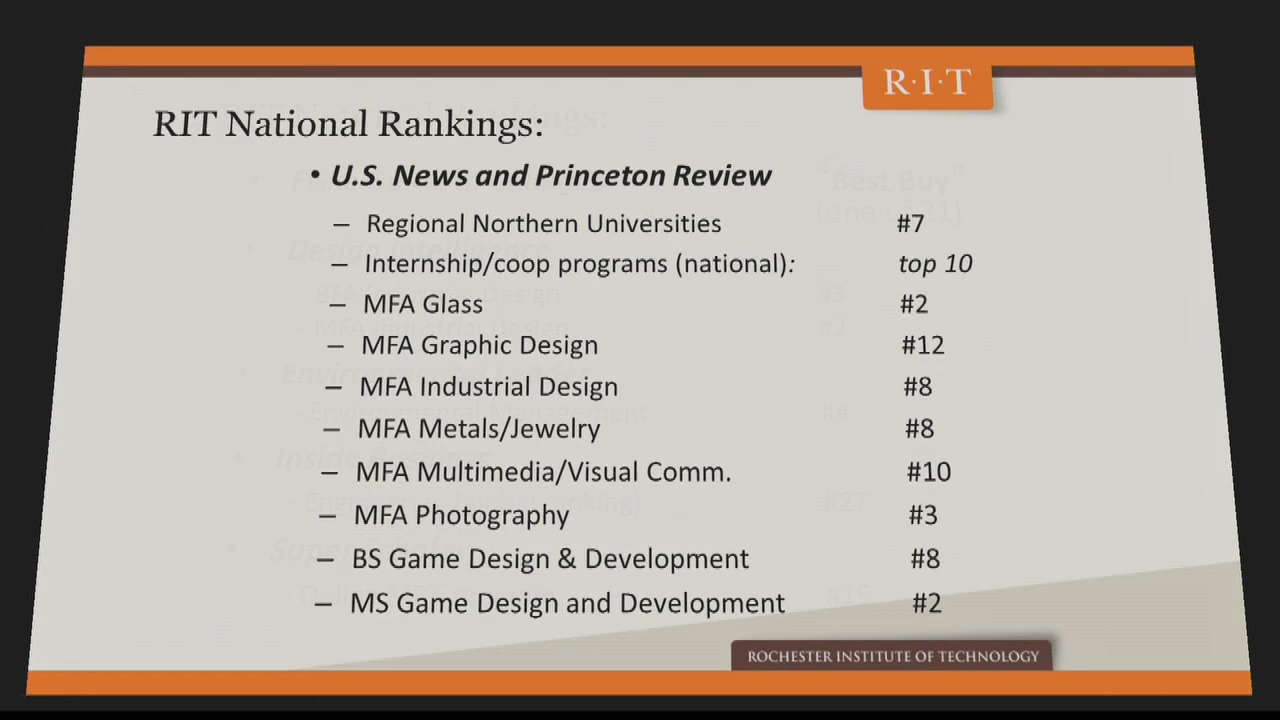 R·I·T
RIT National Rankings:
• U.S. News and Princeton Review
– Regional Northern Universities #7
– Internship/coop programs (national): top 10
– MFA Glass #2
– MFA Graphic Design #12
– MFA Industrial Design #8
– MFA Metals/Jewelry #8
– MFA Multimedia/Visual Comm. #10
– MFA Photography #3
– BS Game Design & Development #8
– MS Game Design and Development #2
ROCHESTER INSTITUTE OF TECHNOLOGY